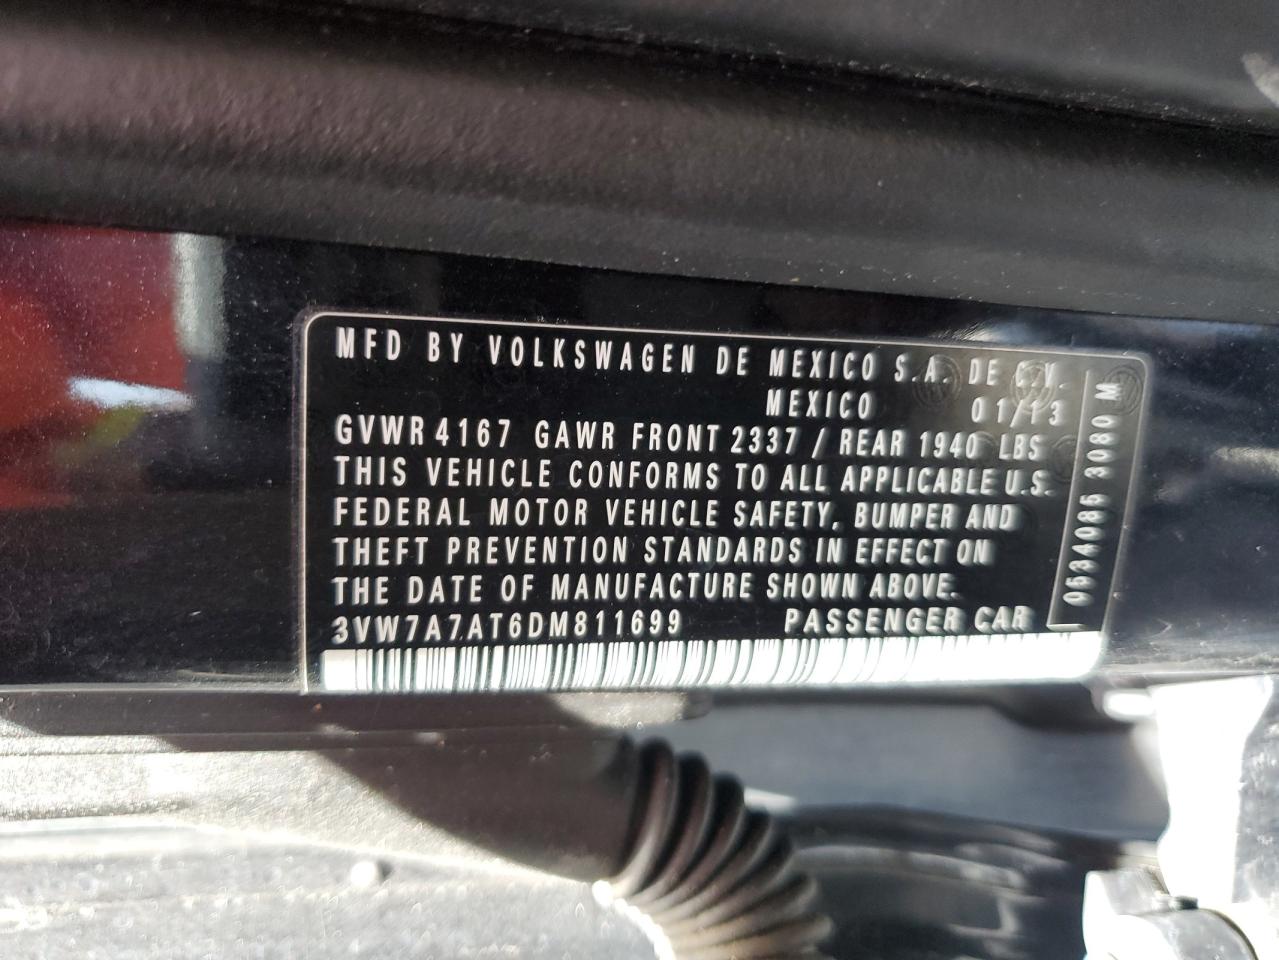 MFD BY VOLKSWAGEN DE MEXICO S.A. DE C.V.
MEXICO 01/13
GVWR 4167 GAWR FRONT 2337 / REAR 1940 LBS
THIS VEHICLE CONFORMS TO ALL APPLICABLE U.S.
FEDERAL MOTOR VEHICLE SAFETY, BUMPER AND
THEFT PREVENTION STANDARDS IN EFFECT ON
THE DATE OF MANUFACTURE SHOWN ABOVE.
3VW7A7AT6DM811699 PASSENGER CAR
0534085 3080 M